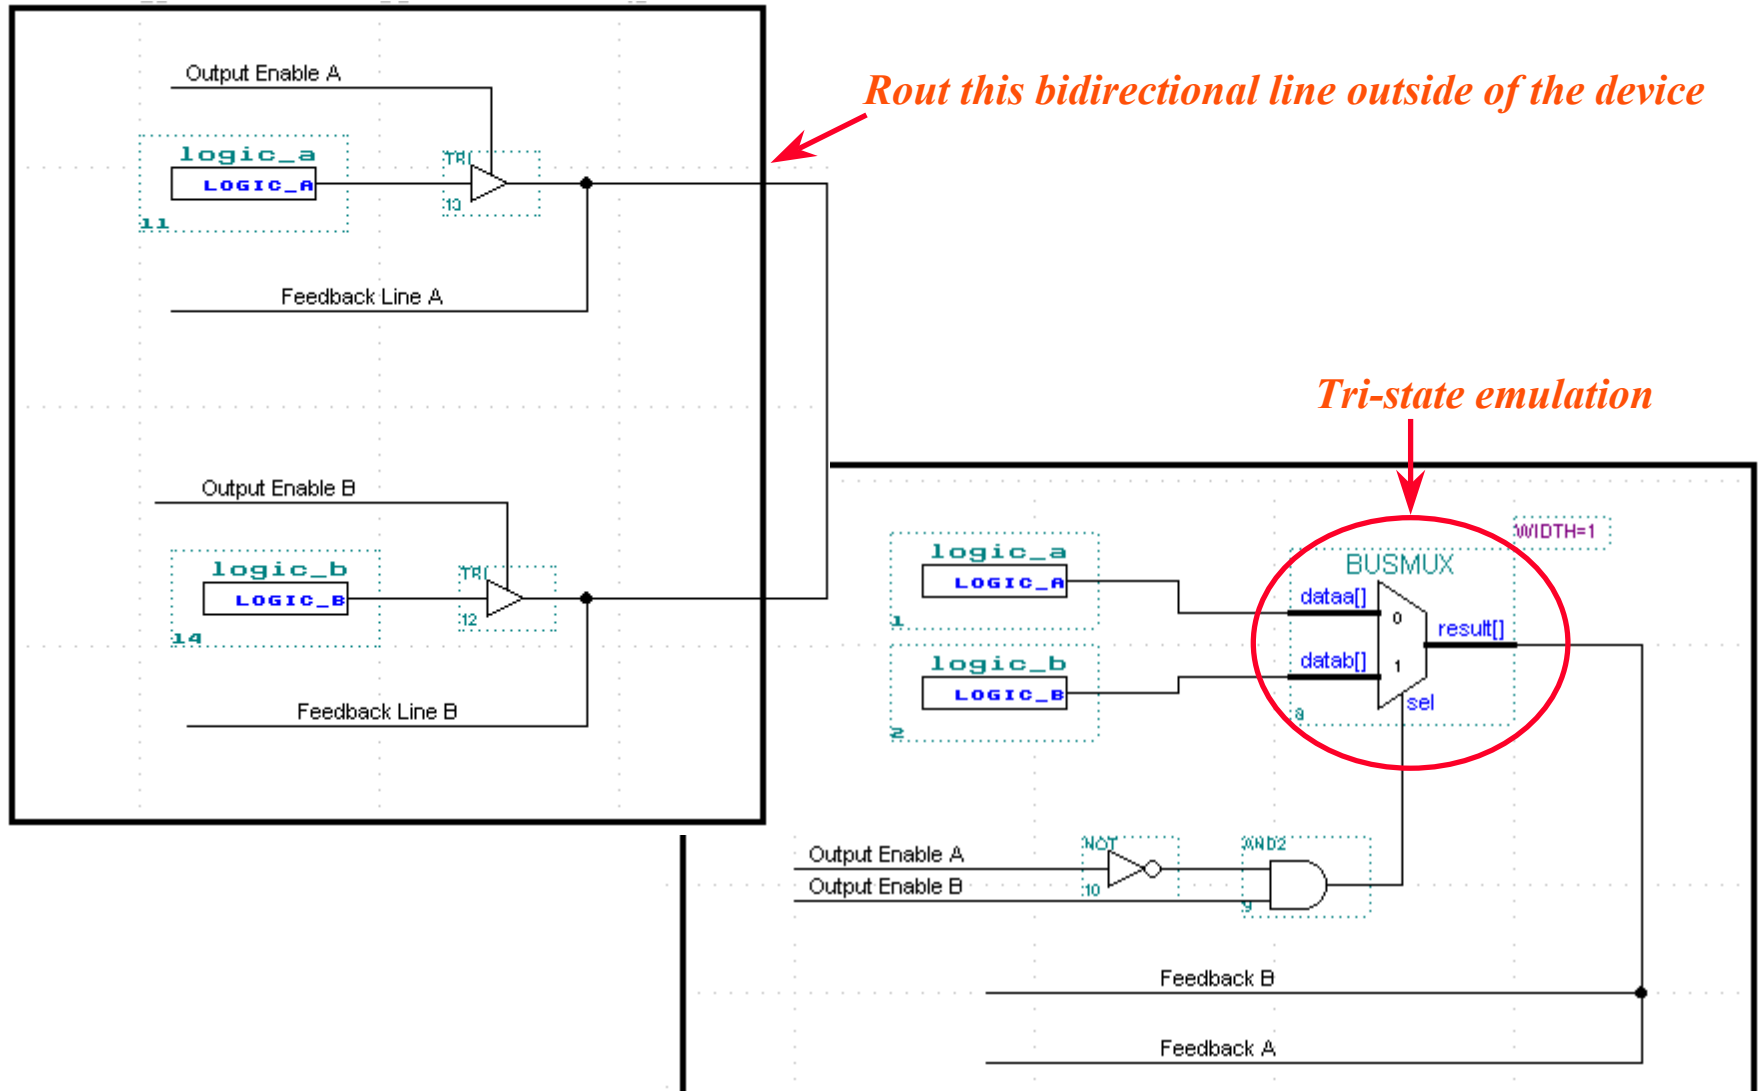 Output Enable A
Rout this bidirectional line outside of the device
logic_a
TRI
LOGIC_A
13
11
Feedback Line A
Tri-state emulation
Output Enable B
logic_b
TRI
LOGIC_B
12
14
Feedback Line B
WIDTH=1
logic_a
BUSMUX
LOGIC_A
dataa[]
0
1
result[]
logic_b
datab[]
1
LOGIC_B
sel
8
2
Output Enable A
NOT
AND2
Output Enable B
10
9
Feedback B
Feedback A